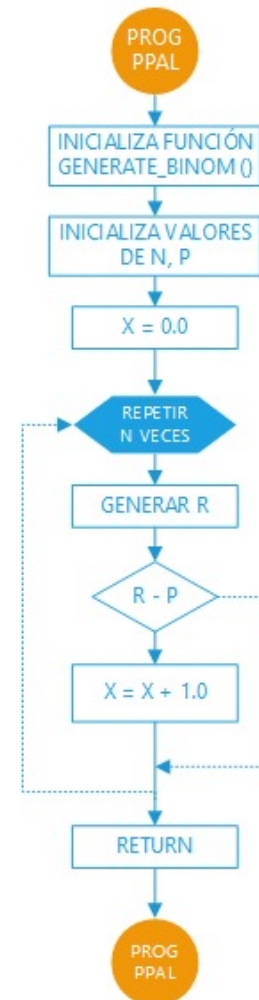 PROG
PPAL
INICIALIZA FUNCIÓN
GENERATE_BINOM ()
INICIALIZA VALORES
DE N, P
X = 0.0
REPETIR
N VECES
GENERAR R
R - P
X = X + 1.0
RETURN
PROG
PPAL